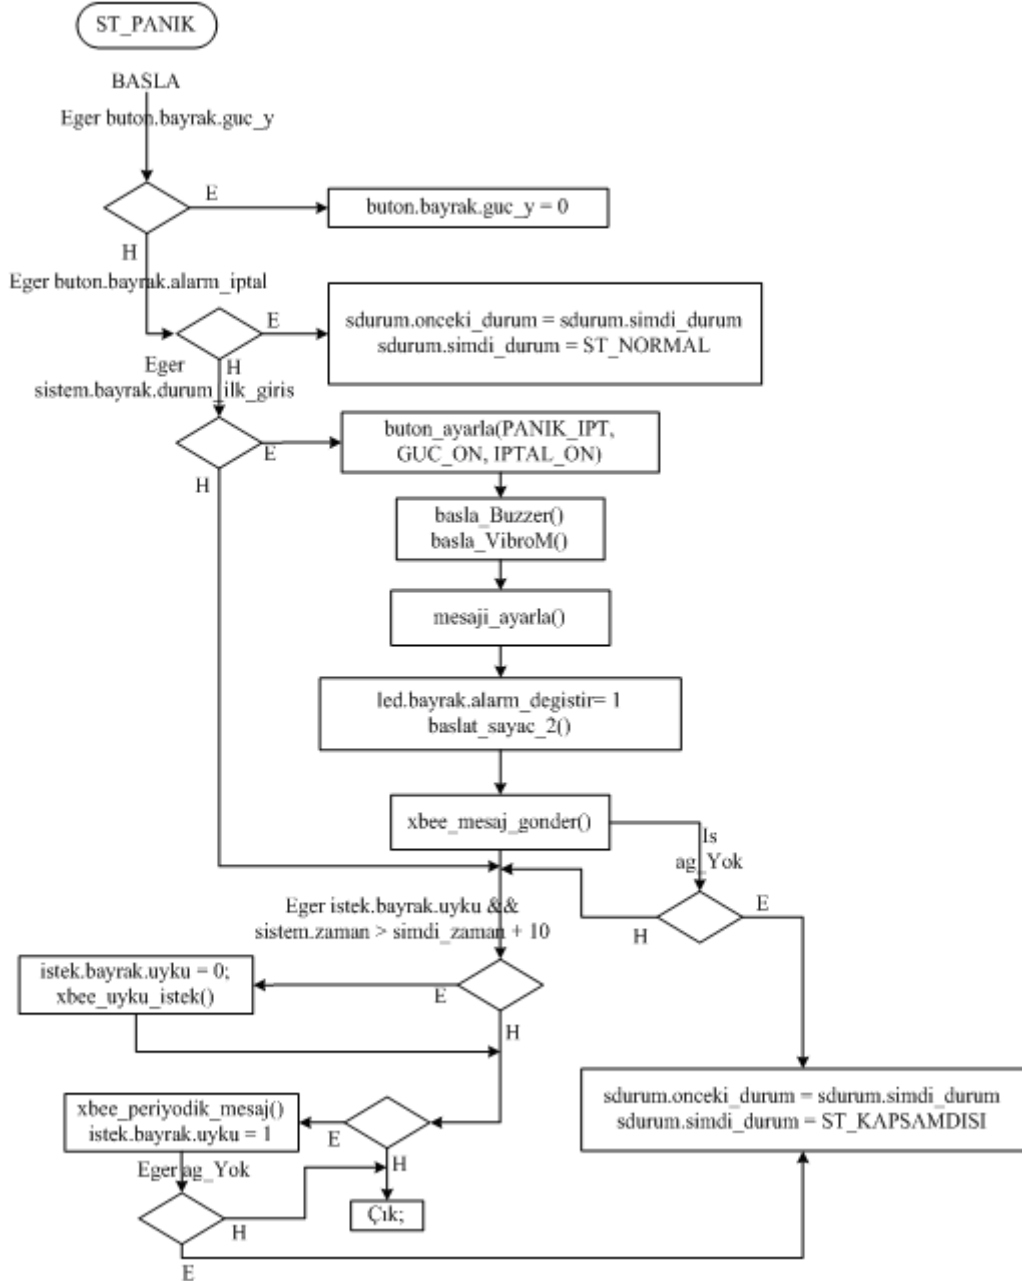 ST_PANIK
BASLA
Eger buton.bayrak.guc_y
E
buton.bayrak.guc_y = 0
H
Eger buton.bayrak.alarm_iptal
E
sdurum.onceki_durum = sdurum.simdi_durum
sdurum.simdi_durum = ST_NORMAL
H
Eger
sistem.bayrak.durum_ilk_giris
E
buton_ayarla(PANIK_IPT,
GUC_ON, IPTAL_ON)
H
basla_Buzzer()
basla_VibroM()
mesaji_ayarla()
led.bayrak.alarm_degistir= 1
baslat_sayac_2()
xbee_mesaj_gonder()
Is
ag_Yok
E
H
Eger istek.bayrak.uyku &&
sistem.zaman > simdi_zaman + 10
E
istek.bayrak.uyku = 0;
xbee_uyku_istek()
H
sdurum.onceki_durum = sdurum.simdi_durum
sdurum.simdi_durum = ST_KAPSAMDISI
xbee_periyodik_mesaj()
istek.bayrak.uyku = 1
E
H
Eger ag_Yok
Çık;
H
E